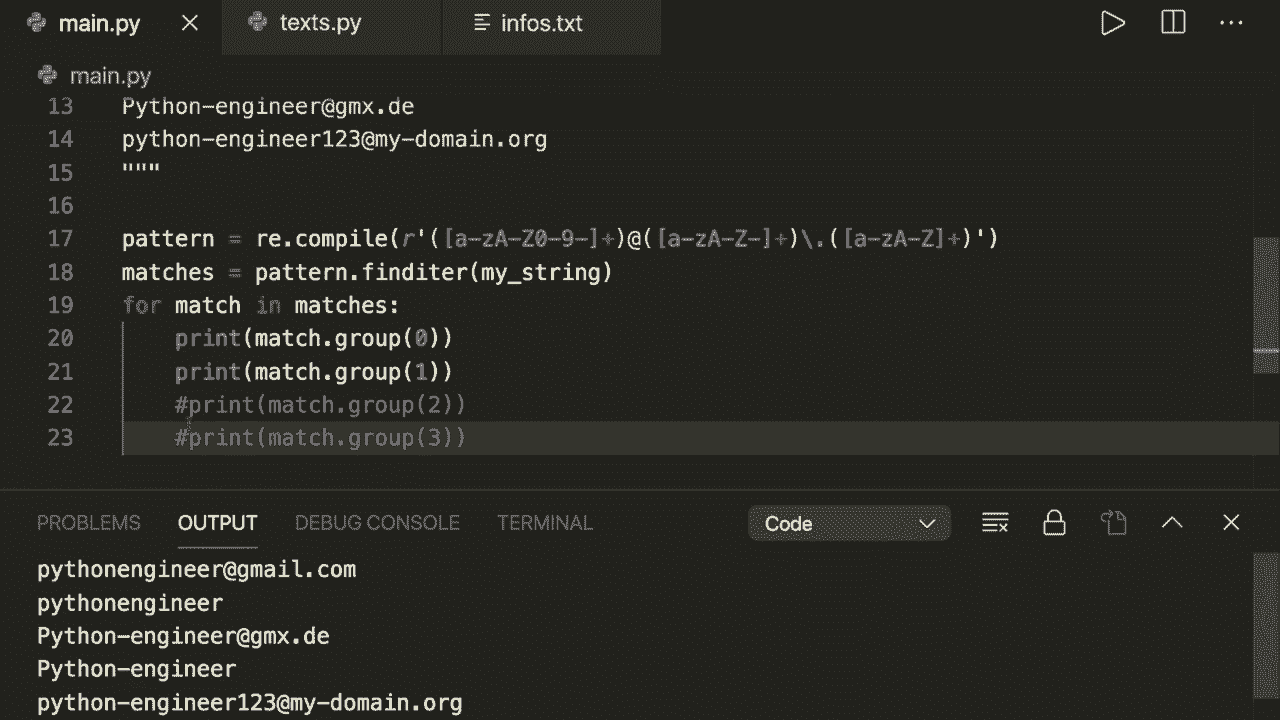 main.py
texts.py
infos.txt
main.py
13 Python-engineer@gmx.de
14 python-engineer123@my-domain.org
15 """
16
17 pattern = re.compile(r'([a-zA-Z0-9-]+)@([a-zA-Z-]+)\.([a-zA-Z]+)')
18 matches = pattern.finditer(my_string)
19 for match in matches:
20     print(match.group(0))
21     print(match.group(1))
22     #print(match.group(2))
23     #print(match.group(3))
PROBLEMS OUTPUT DEBUG CONSOLE TERMINAL Code
pythonengineer@gmail.com
pythonengineer
Python-engineer@gmx.de
Python-engineer
python-engineer123@my-domain.org